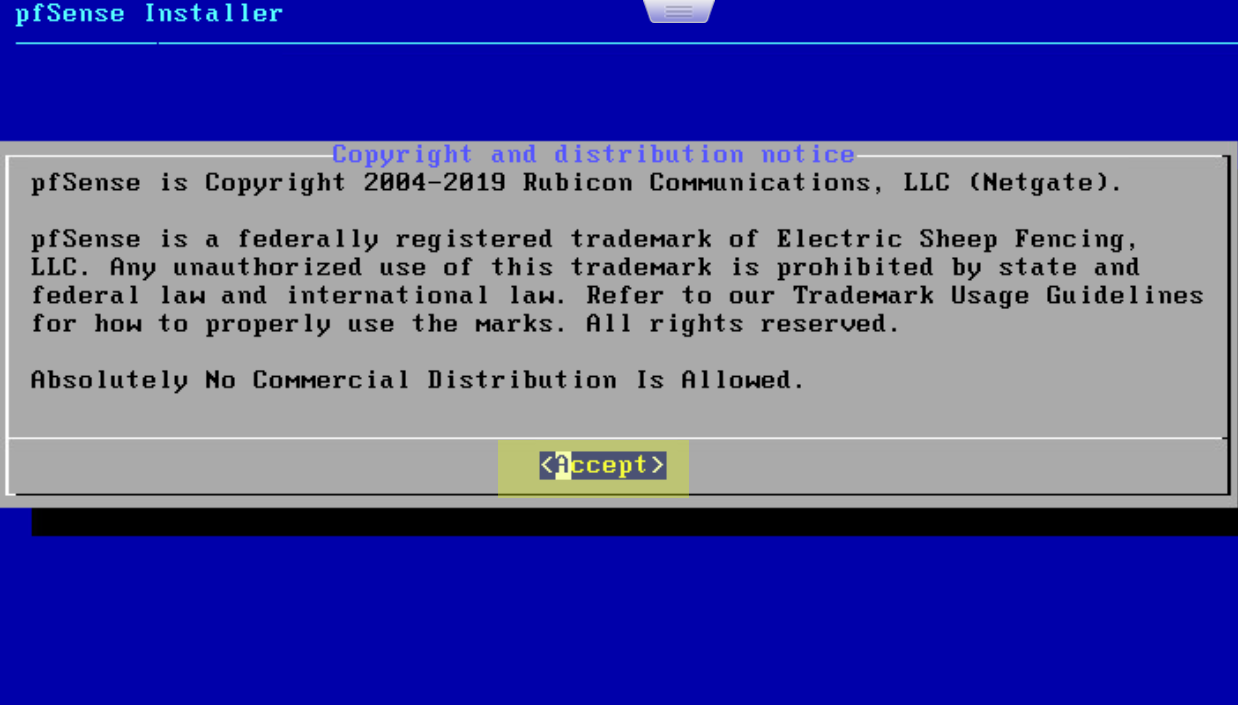 pfSense Installer
Copyright and distribution notice
pfSense is Copyright 2004-2019 Rubicon Communications, LLC (Netgate).
pfSense is a federally registered trademark of Electric Sheep Fencing,
LLC. Any unauthorized use of this trademark is prohibited by state and
federal law and international law. Refer to our Trademark Usage Guidelines
for how to properly use the marks. All rights reserved.
Absolutely No Commercial Distribution Is Allowed.
<Accept>